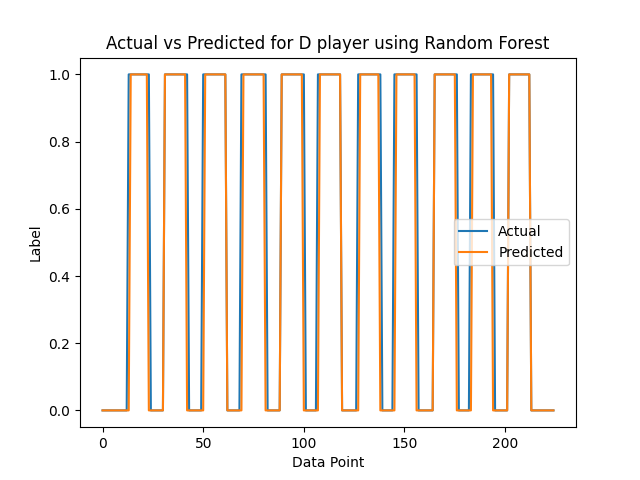 Actual vs Predicted for D player using Random Forest
1.0
0.8
0.6
0.4
0.2
0.0
Label
Actual
Predicted
0 50 100 150 200
Data Point